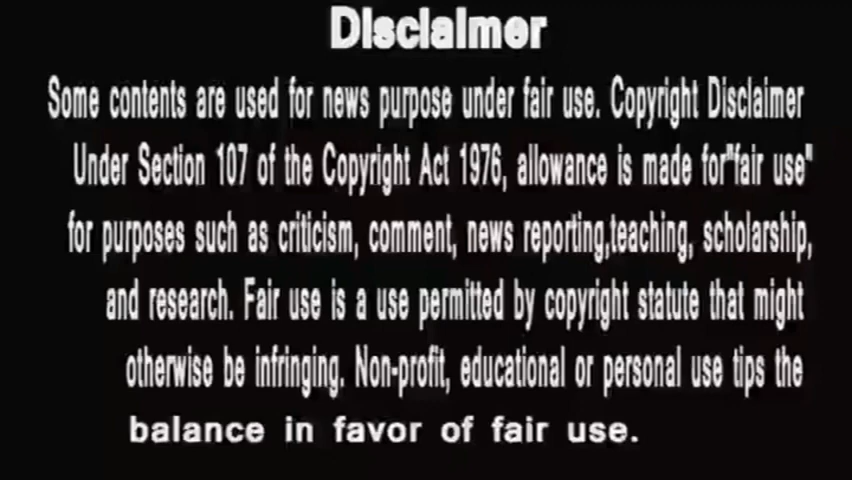 Disclaimer
Some contents are used for news purpose under fair use. Copyright Disclaimer
Under Section 107 of the Copyright Act 1976, allowance is made for"fair use"
for purposes such as criticism, comment, news reporting,teaching, scholarship,
and research. Fair use is a use permitted by copyright statute that might
otherwise be infringing. Non-profit, educational or personal use tips the
balance in favor of fair use.